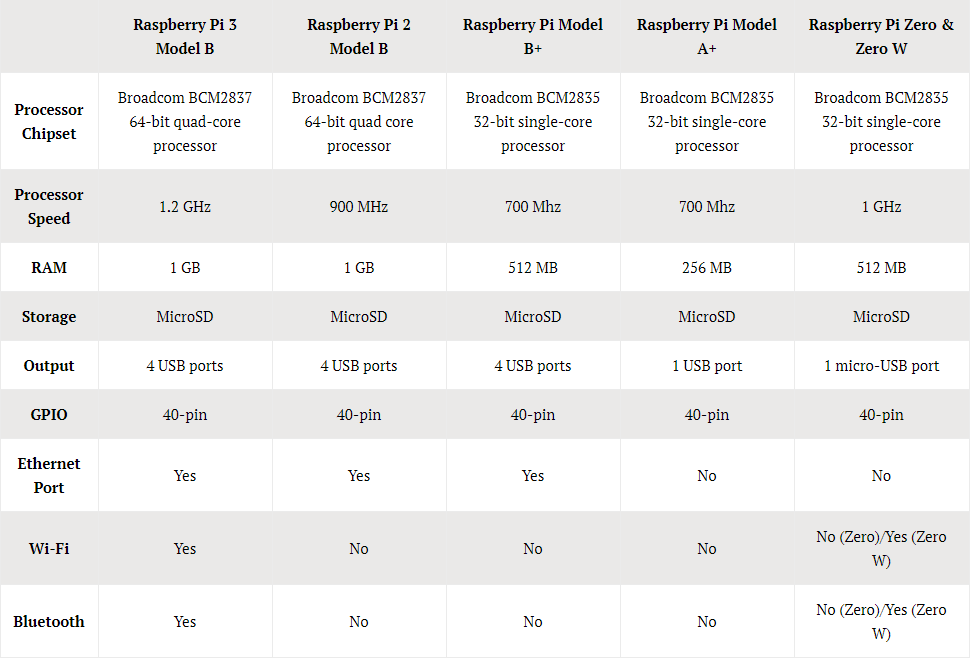 Raspberry Pi 3 Model B
Raspberry Pi 2 Model B
Raspberry Pi Model B+
Raspberry Pi Model A+
Raspberry Pi Zero & Zero W
Processor Chipset
Broadcom BCM2837 64-bit quad-core processor
Broadcom BCM2837 64-bit quad core processor
Broadcom BCM2835 32-bit single-core processor
Broadcom BCM2835 32-bit single-core processor
Broadcom BCM2835 32-bit single-core processor
Processor Speed
1.2 GHz
900 MHz
700 Mhz
700 Mhz
1 GHz
RAM
1 GB
1 GB
512 MB
256 MB
512 MB
Storage
MicroSD
MicroSD
MicroSD
MicroSD
MicroSD
Output
4 USB ports
4 USB ports
4 USB ports
1 USB port
1 micro-USB port
GPIO
40-pin
40-pin
40-pin
40-pin
40-pin
Ethernet Port
Yes
Yes
Yes
No
No
Wi-Fi
Yes
No
No
No
No (Zero)/Yes (Zero W)
Bluetooth
Yes
No
No
No
No (Zero)/Yes (Zero W)